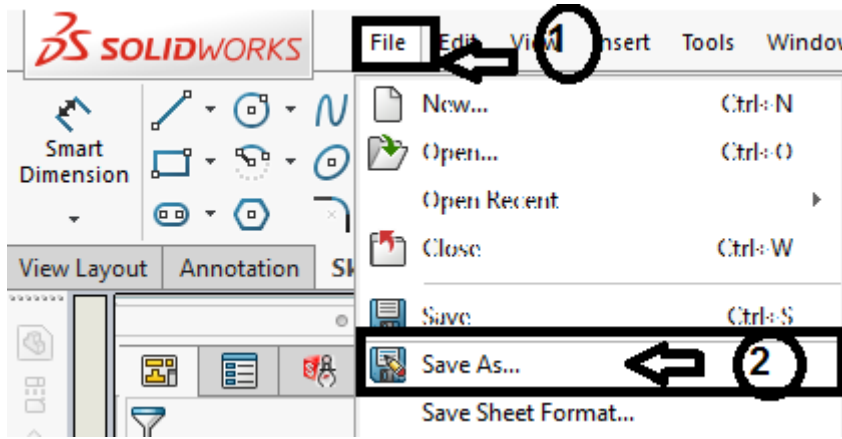 SOLIDWORKS
File Edit View Insert Tools
1
New... Ctrl+N
Smart
Dimension
Open... Ctrl+O
Open Recent
Close Ctrl+W
View Layout Annotation
Save Ctrl+S
Save As... 2
Save Sheet Format...